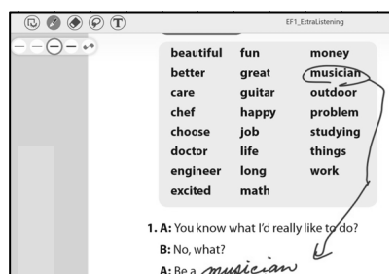 EF1_ExtraListening
beautiful fun money
better great musician
care guitar outdoor
chef happy problem
choose job studying
doctor life things
engineer long work
excited math
1. A: You know what I'd really like to do?
B: No, what?
A: Be a musician